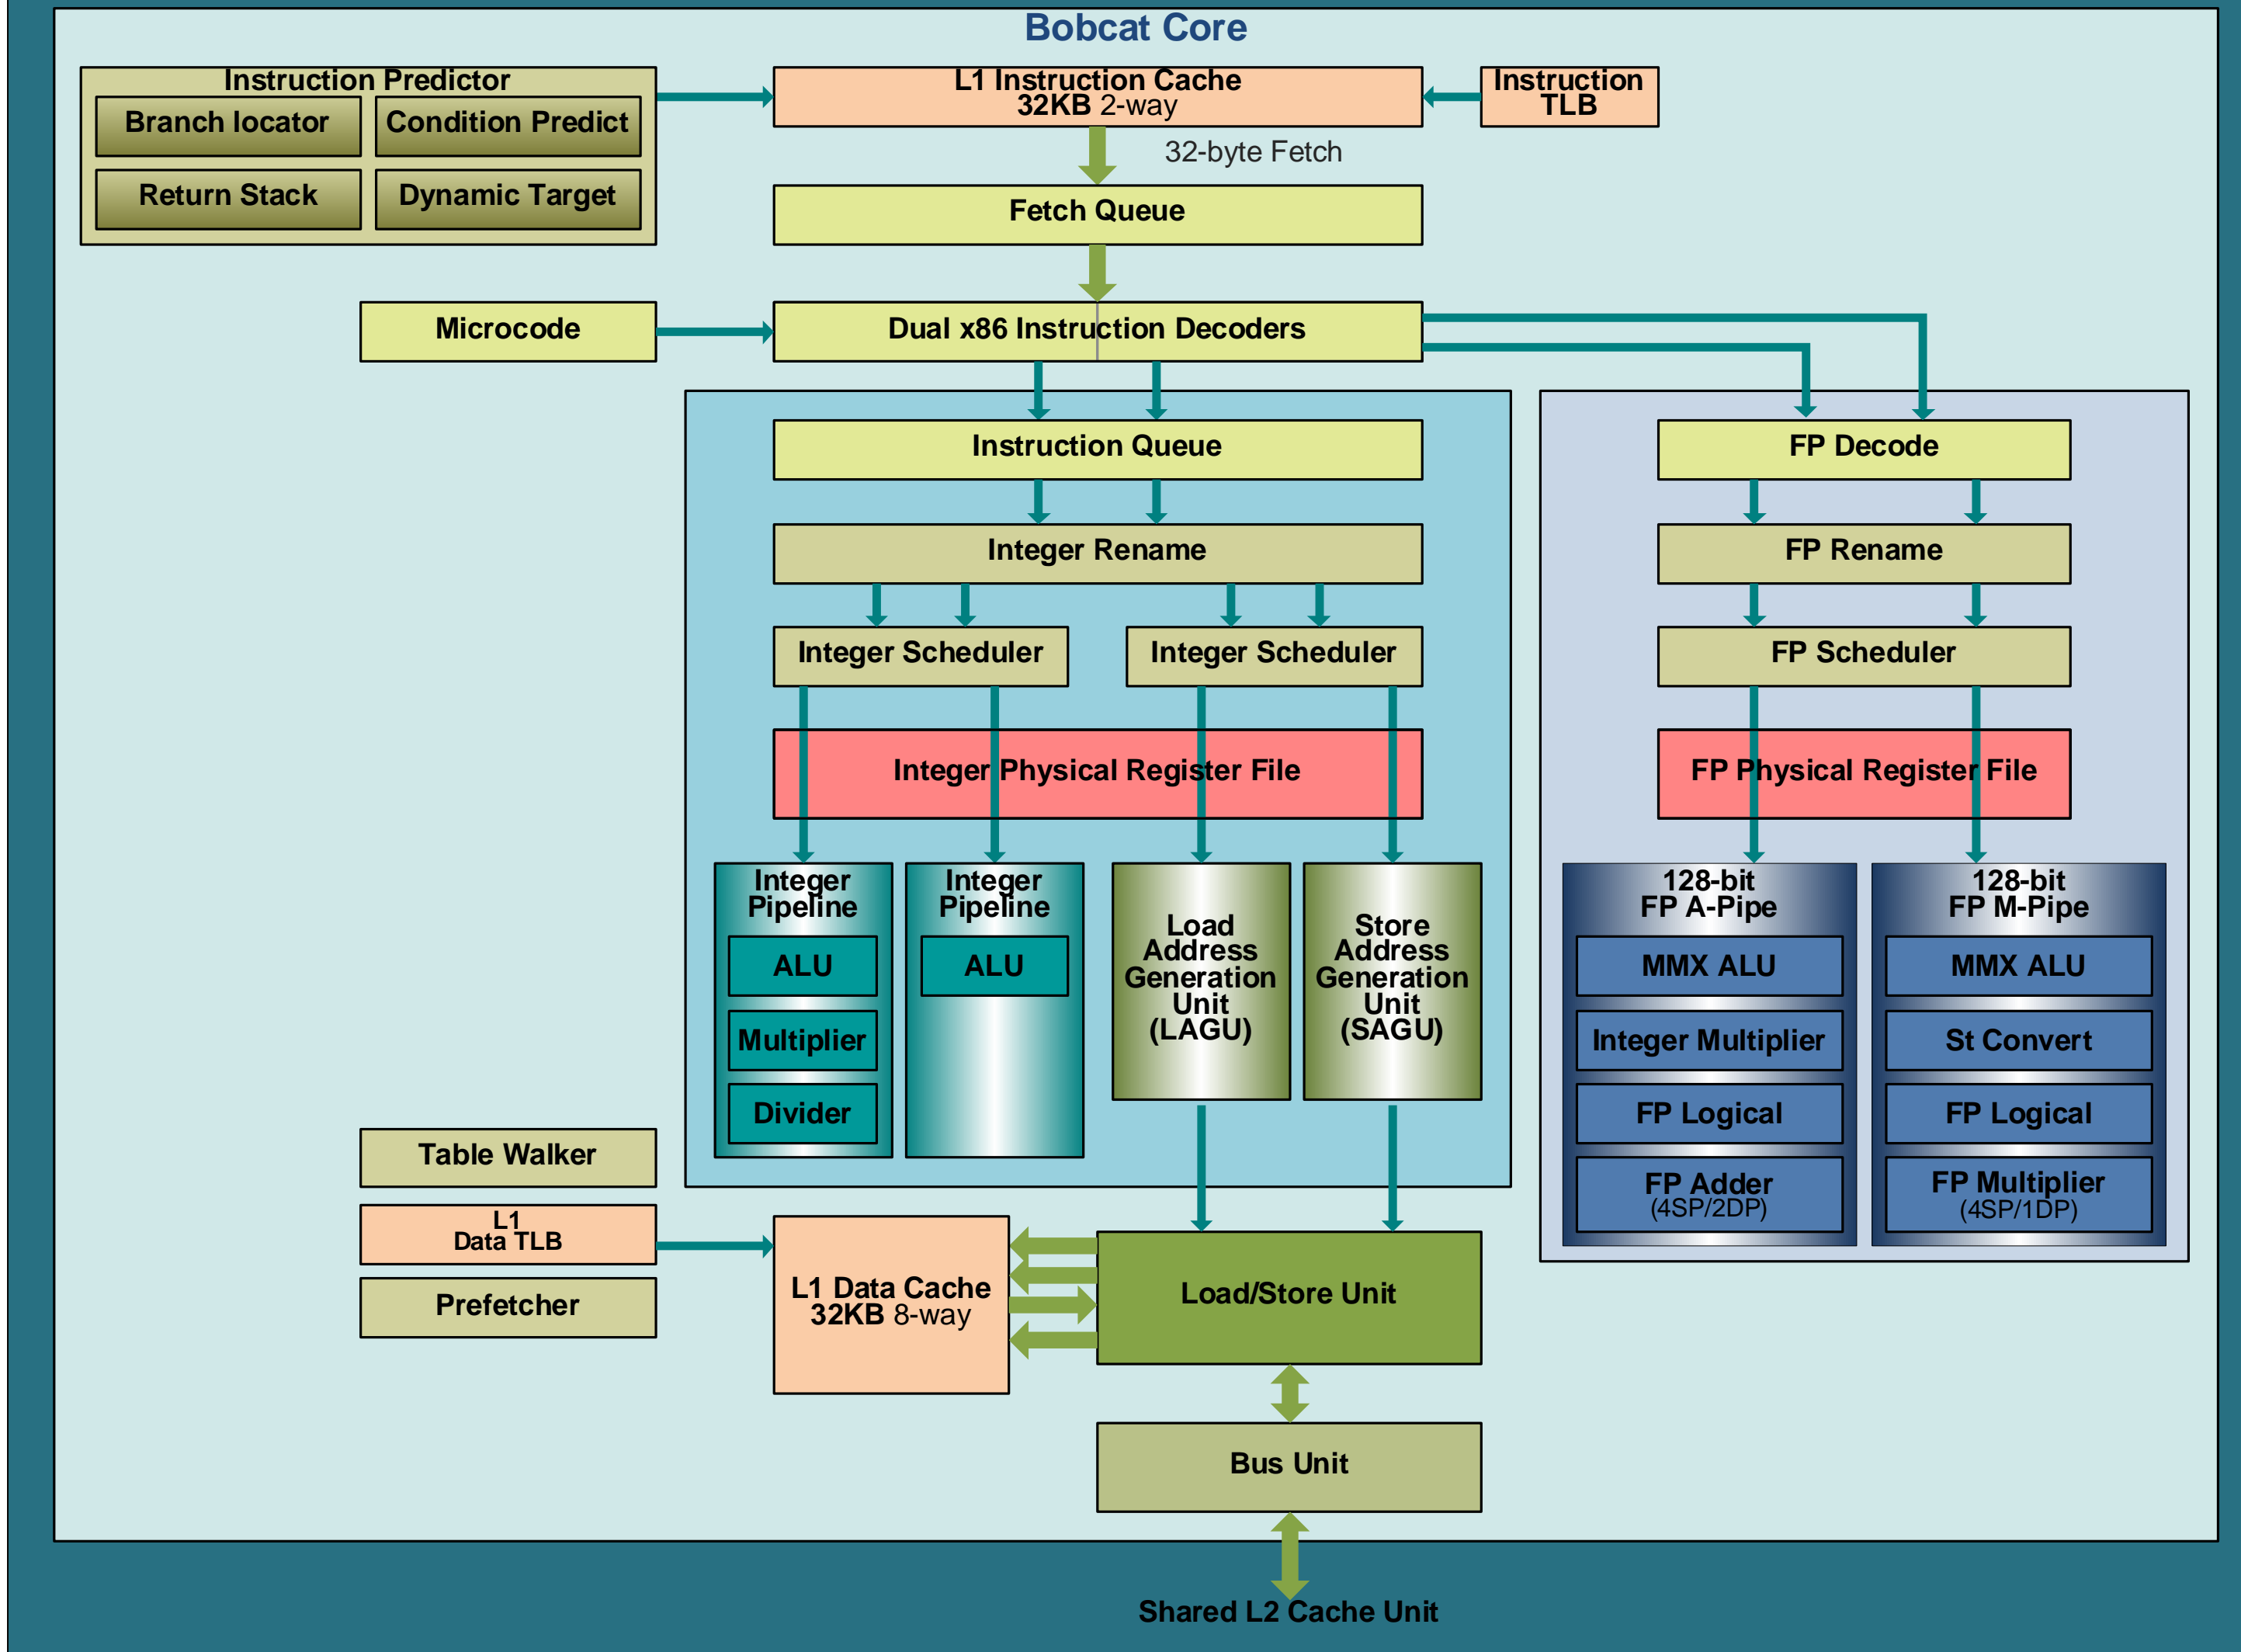 Bobcat Core
Instruction Predictor
Branch locator
Condition Predict
Return Stack
Dynamic Target
L1 Instruction Cache
32KB 2-way
Instruction
TLB
32-byte Fetch
Fetch Queue
Microcode
Dual x86 Instruction Decoders
Instruction Queue
FP Decode
Integer Rename
FP Rename
Integer Scheduler
Integer Scheduler
FP Scheduler
Integer Physical Register File
FP Physical Register File
Integer
Pipeline
ALU
Multiplier
Divider
Integer
Pipeline
ALU
Load
Address
Generation
Unit
(LAGU)
Store
Address
Generation
Unit
(SAGU)
128-bit
FP A-Pipe
MMX ALU
Integer Multiplier
FP Logical
FP Adder
(4SP/2DP)
128-bit
FP M-Pipe
MMX ALU
St Convert
FP Logical
FP Multiplier
(4SP/1DP)
Table Walker
L1
Data TLB
Prefetcher
L1 Data Cache
32KB 8-way
Load/Store Unit
Bus Unit
Shared L2 Cache Unit